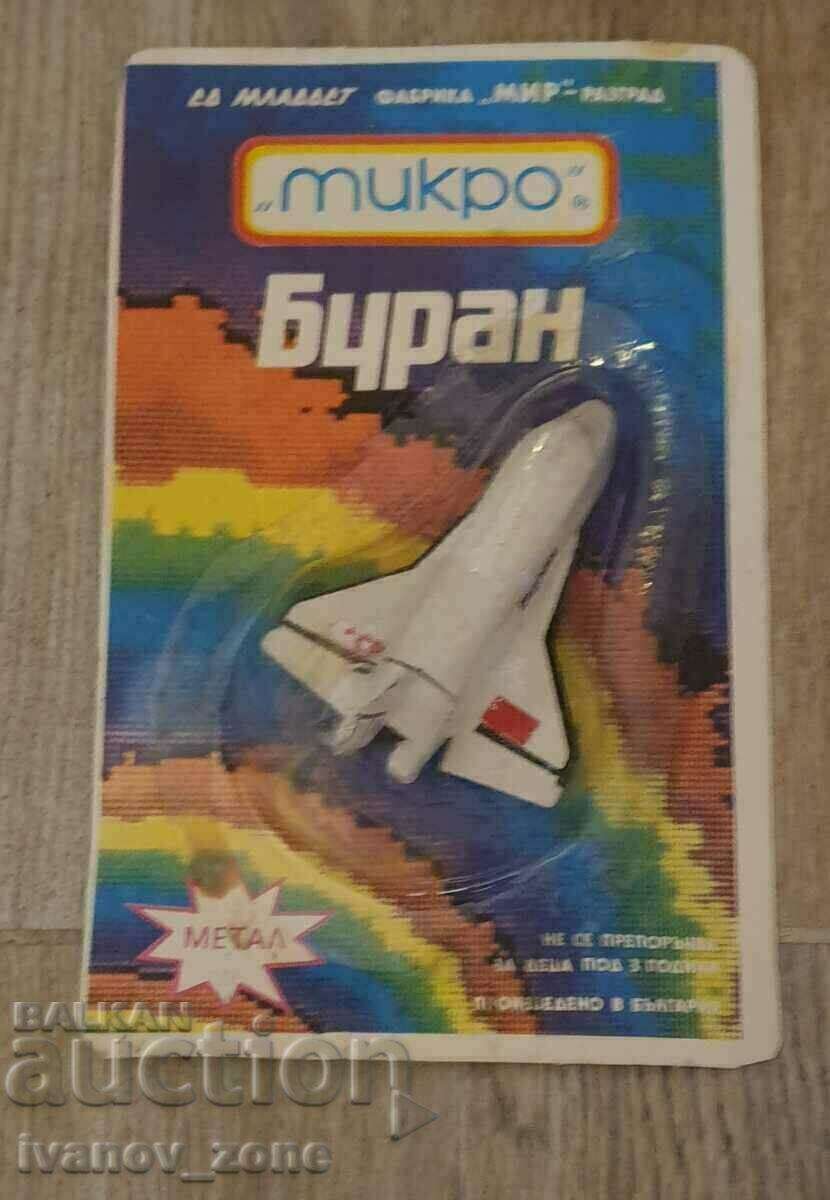 СД МЛАДОСТ ФАБРИКА „МИР"-РАЗГРАД
„микро"®
Буран
МЕТАЛ
НЕ СЕ ПРЕПОРЪЧВА
ЗА ДЕЦА ПОД 3 ГОДИНИ
ПРОИЗВЕДЕНО В БЪЛГАРИЯ
BALKAN
auction
ivanov_zone